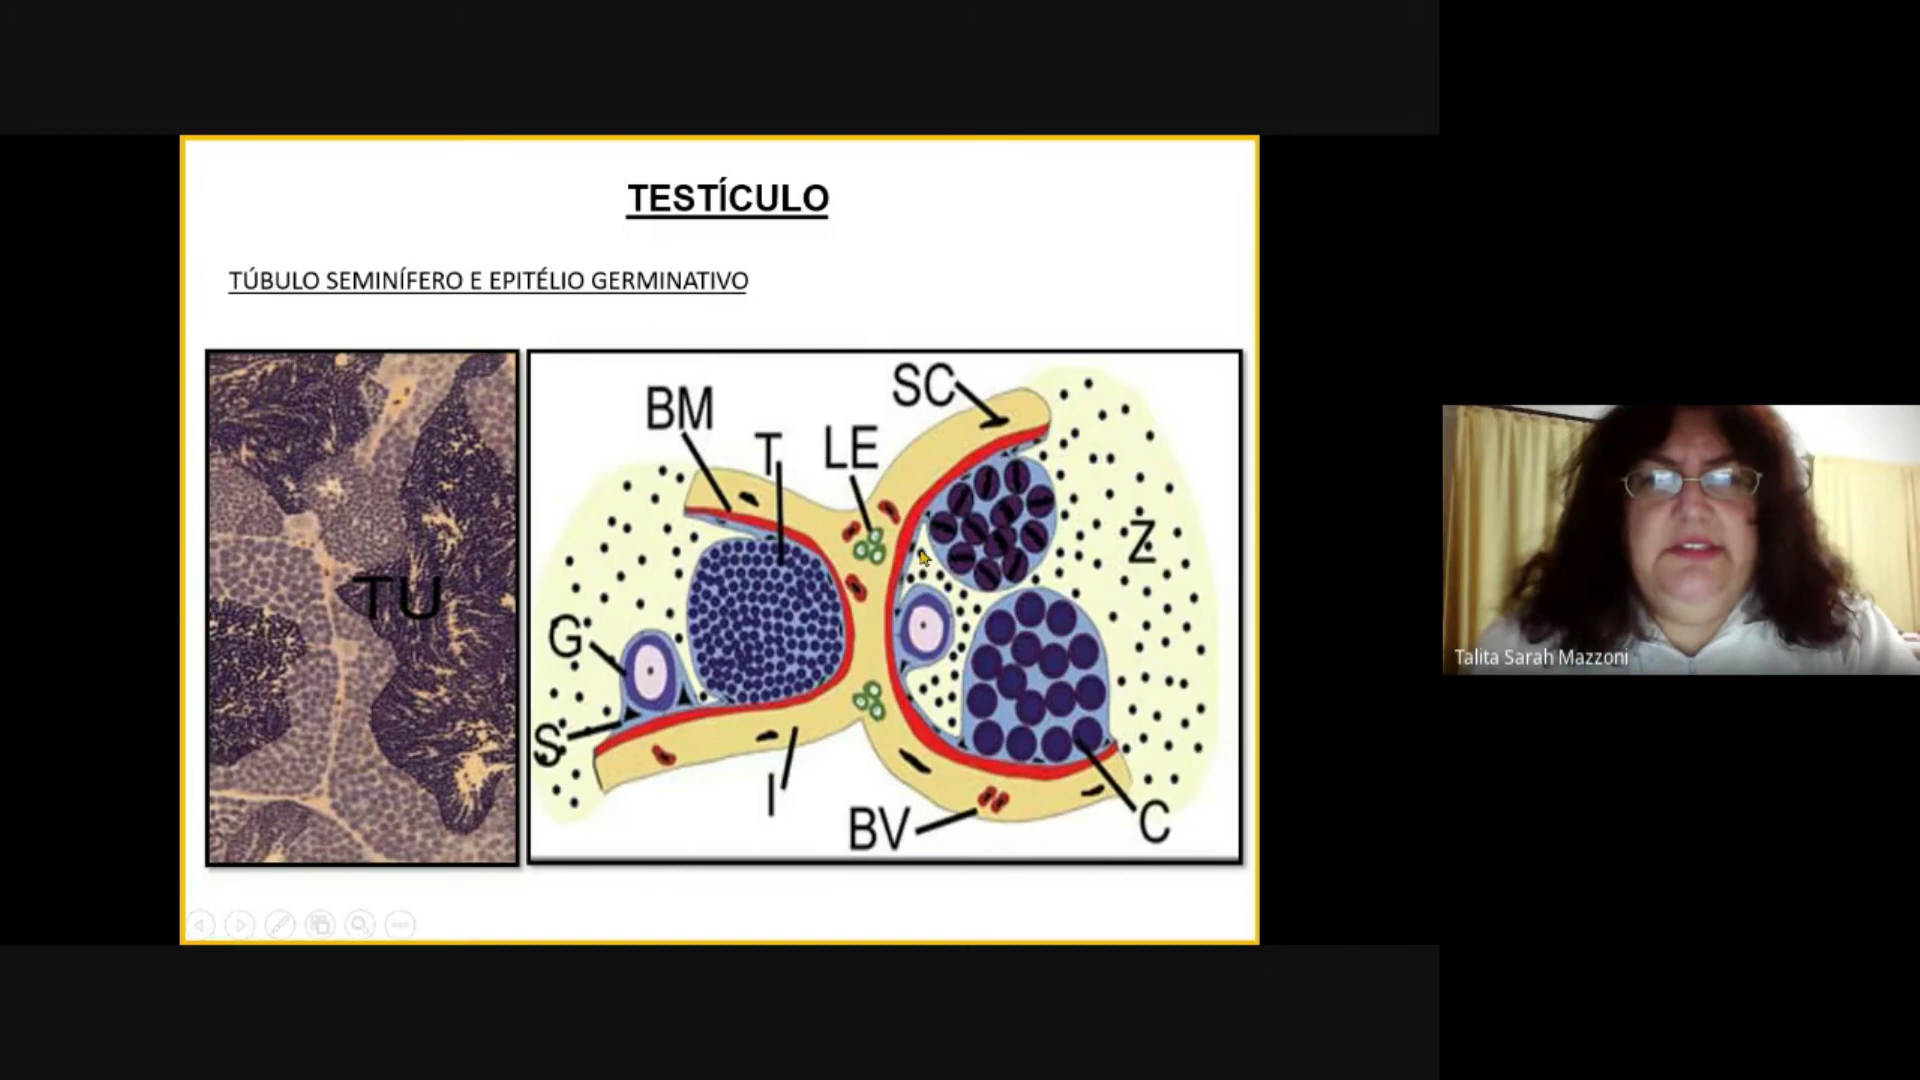 TESTÍCULO
TÚBULO SEMINÍFERO E EPITÉLIO GERMINATIVO
SC
BM
T
LE
Z
TU
G
S
I
BV
C
Talita Sarah Mazzoni